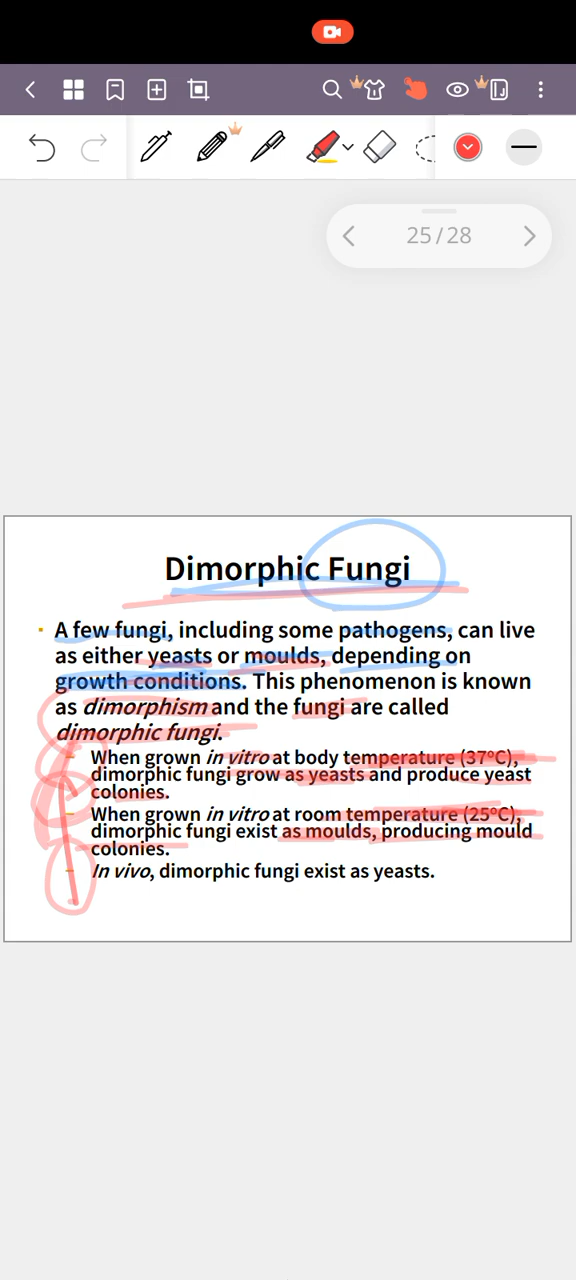 25/28
Dimorphic Fungi
A few fungi, including some pathogens, can live
as either yeasts or moulds, depending on
growth conditions. This phenomenon is known
as dimorphism and the fungi are called
dimorphic fungi.
When grown in vitro at body temperature (37ºC),
dimorphic fungi grow as yeasts and produce yeast
colonies.
When grown in vitro at room temperature (25ºC),
dimorphic fungi exist as moulds, producing mould
colonies.
In vivo, dimorphic fungi exist as yeasts.